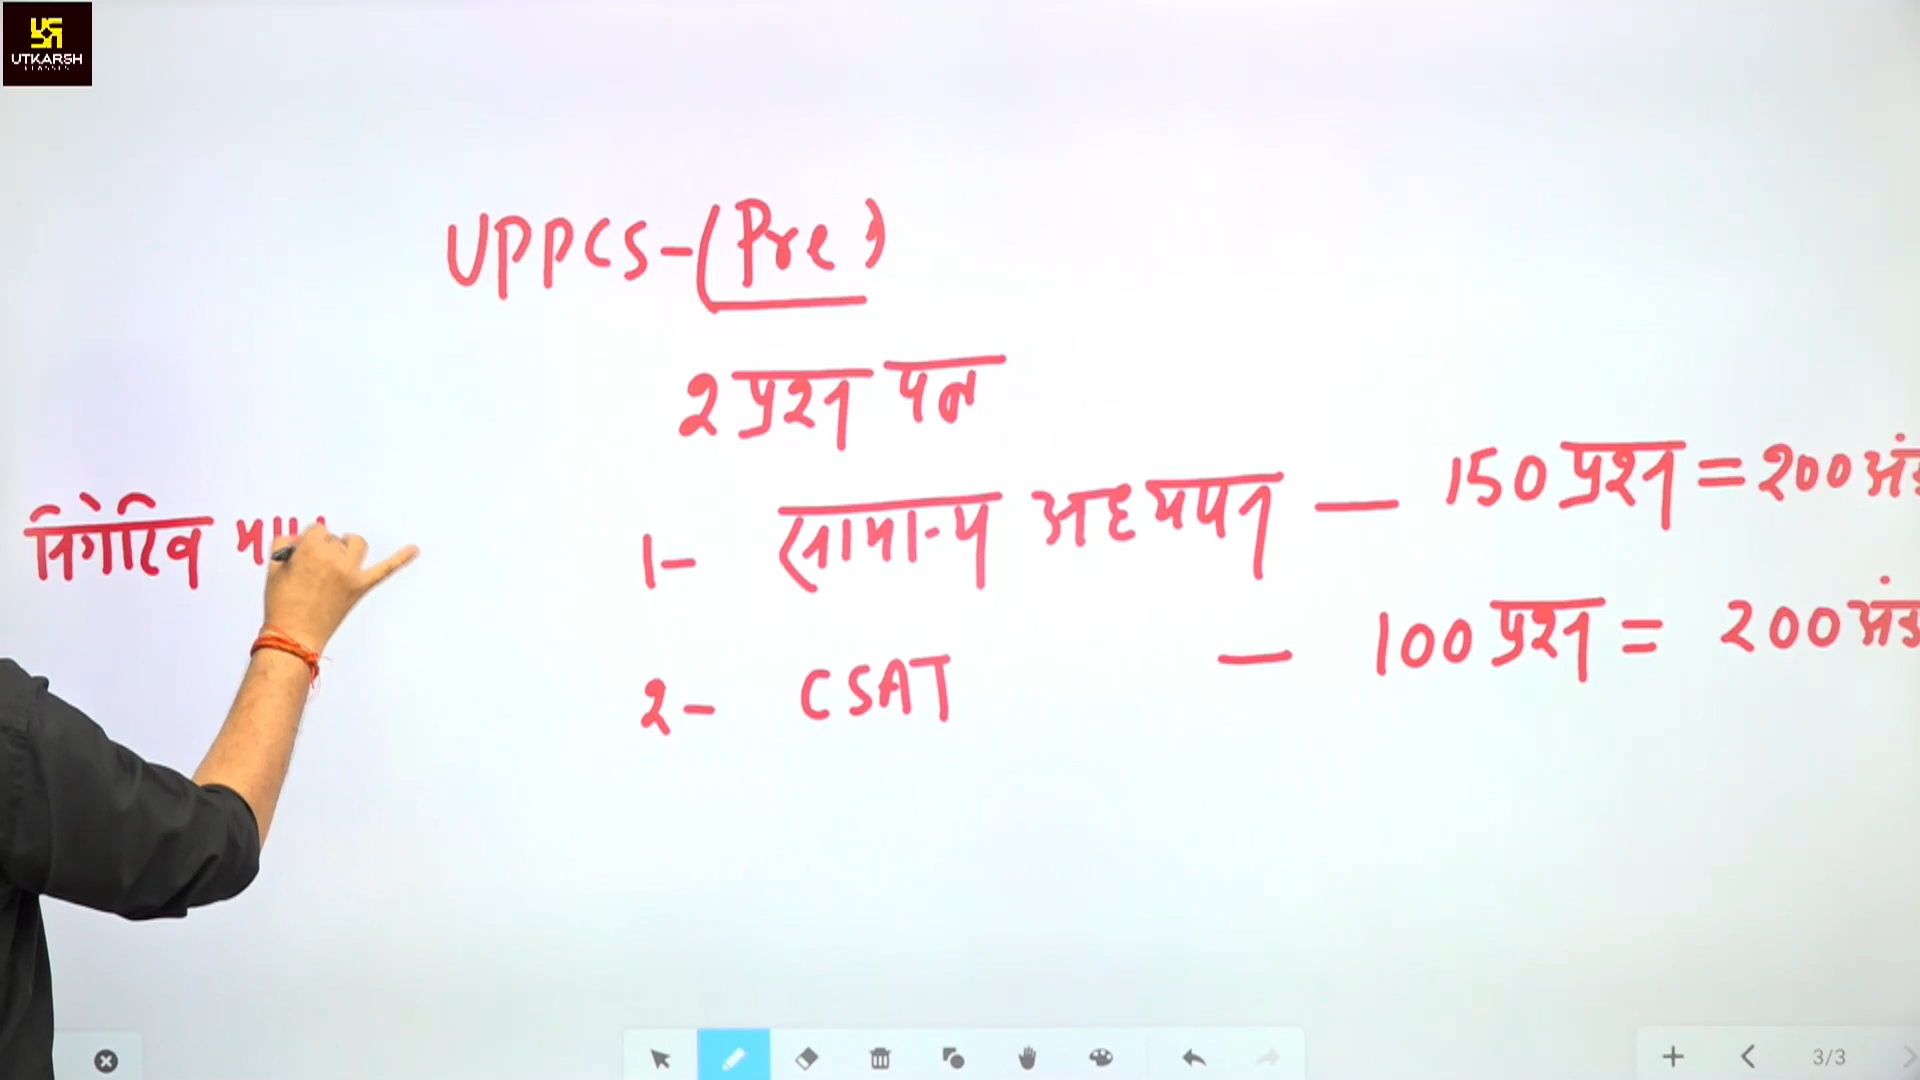 UTKARSH
CLASSES
UPPCS-(Pre)
2 प्रश्न पत्र
1- सामान्य अध्ययन — 150 प्रश्न = 200 अं
निगेटिव
2- CSAT — 100 प्रश्न = 200 अं
3/3